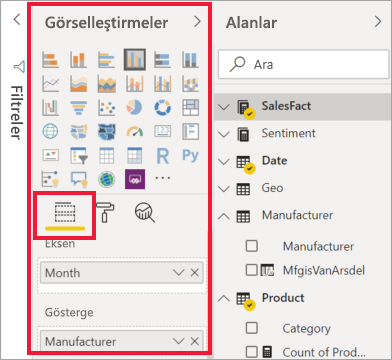 Görselleştirmeler
Filtreler
R
Py
Eksen
Month
Gösterge
Manufacturer
Alanlar
Ara
SalesFact
Sentiment
Date
Geo
Manufacturer
Manufacturer
MfgisVanArsdel
Product
Category
Count of Prod...